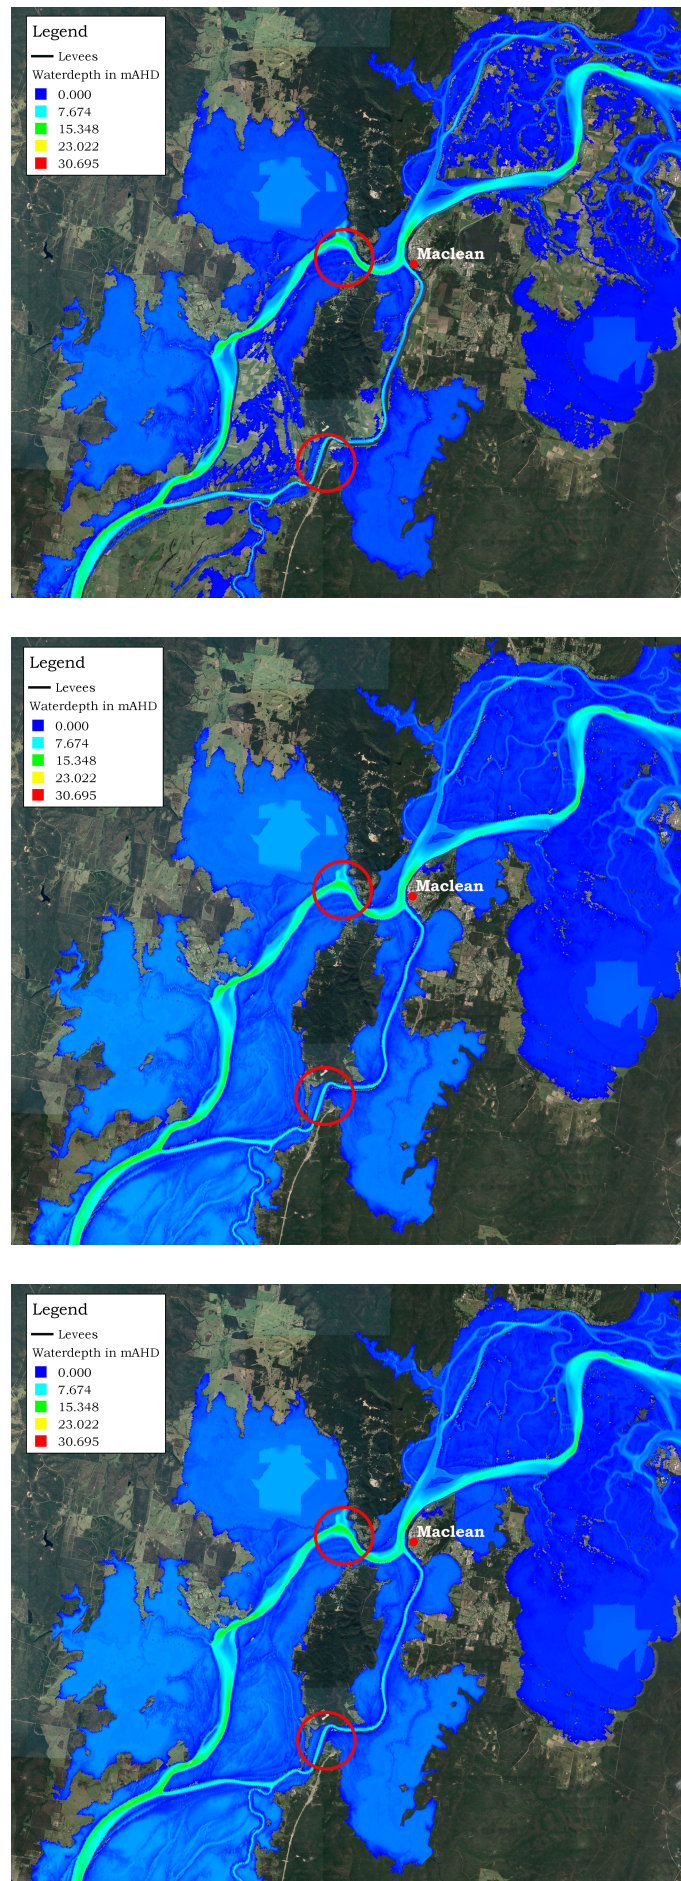 Legend
Levees
Waterdepth in mAHD
0.000
7.674
15.348
23.022
30.695
Maclean
Legend
Levees
Waterdepth in mAHD
0.000
7.674
15.348
23.022
30.695
Maclean
Legend
Levees
Waterdepth in mAHD
0.000
7.674
15.348
23.022
30.695
Maclean